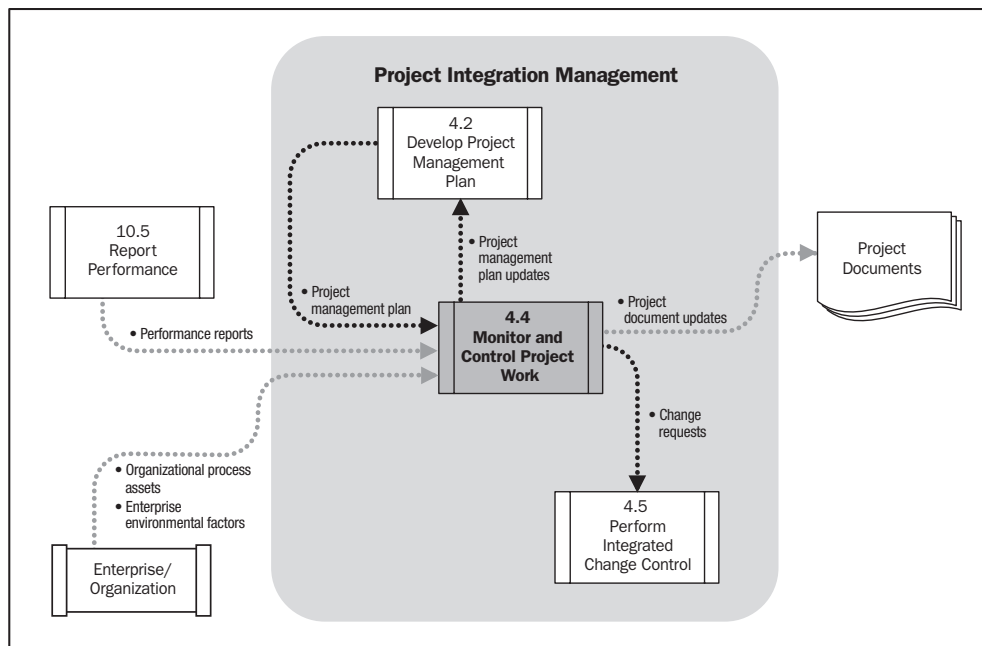 Project Integration Management
4.2
Develop Project
Management
Plan
10.5
Report
Performance
• Project
management
plan updates
Project
Documents
• Project
management plan
• Project
document updates
• Performance reports
4.4
Monitor and
Control Project
Work
• Change
requests
• Organizational process
assets
• Enterprise
environmental factors
4.5
Perform
Integrated
Change Control
Enterprise/
Organization